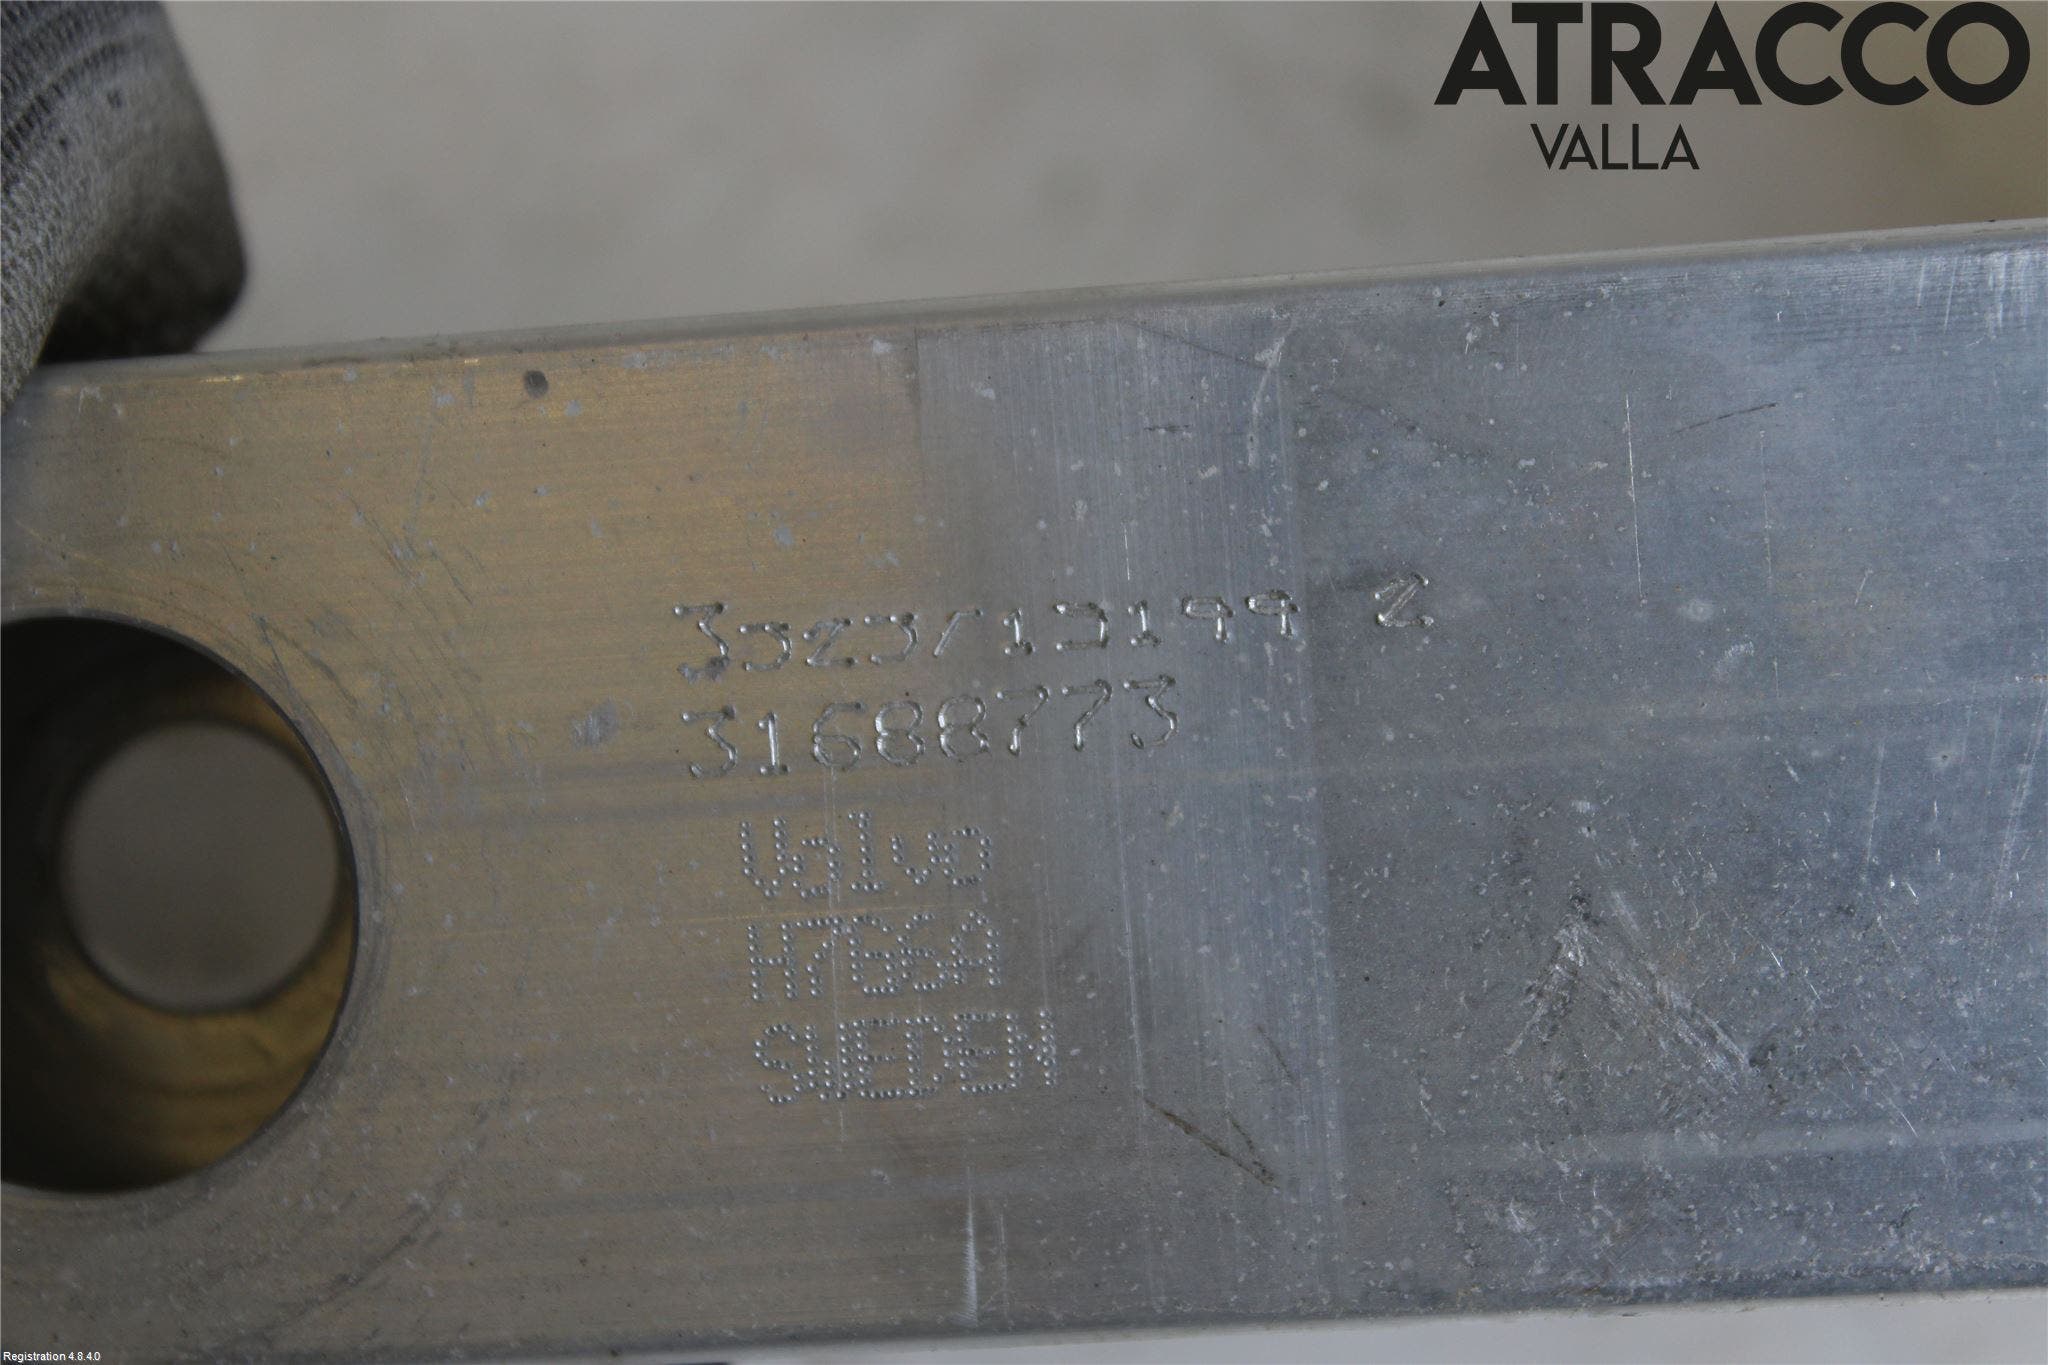 ATRACCO
VALLA
31688773
Volvo
H766A
SWEDEN
Registration 4.8.4.0